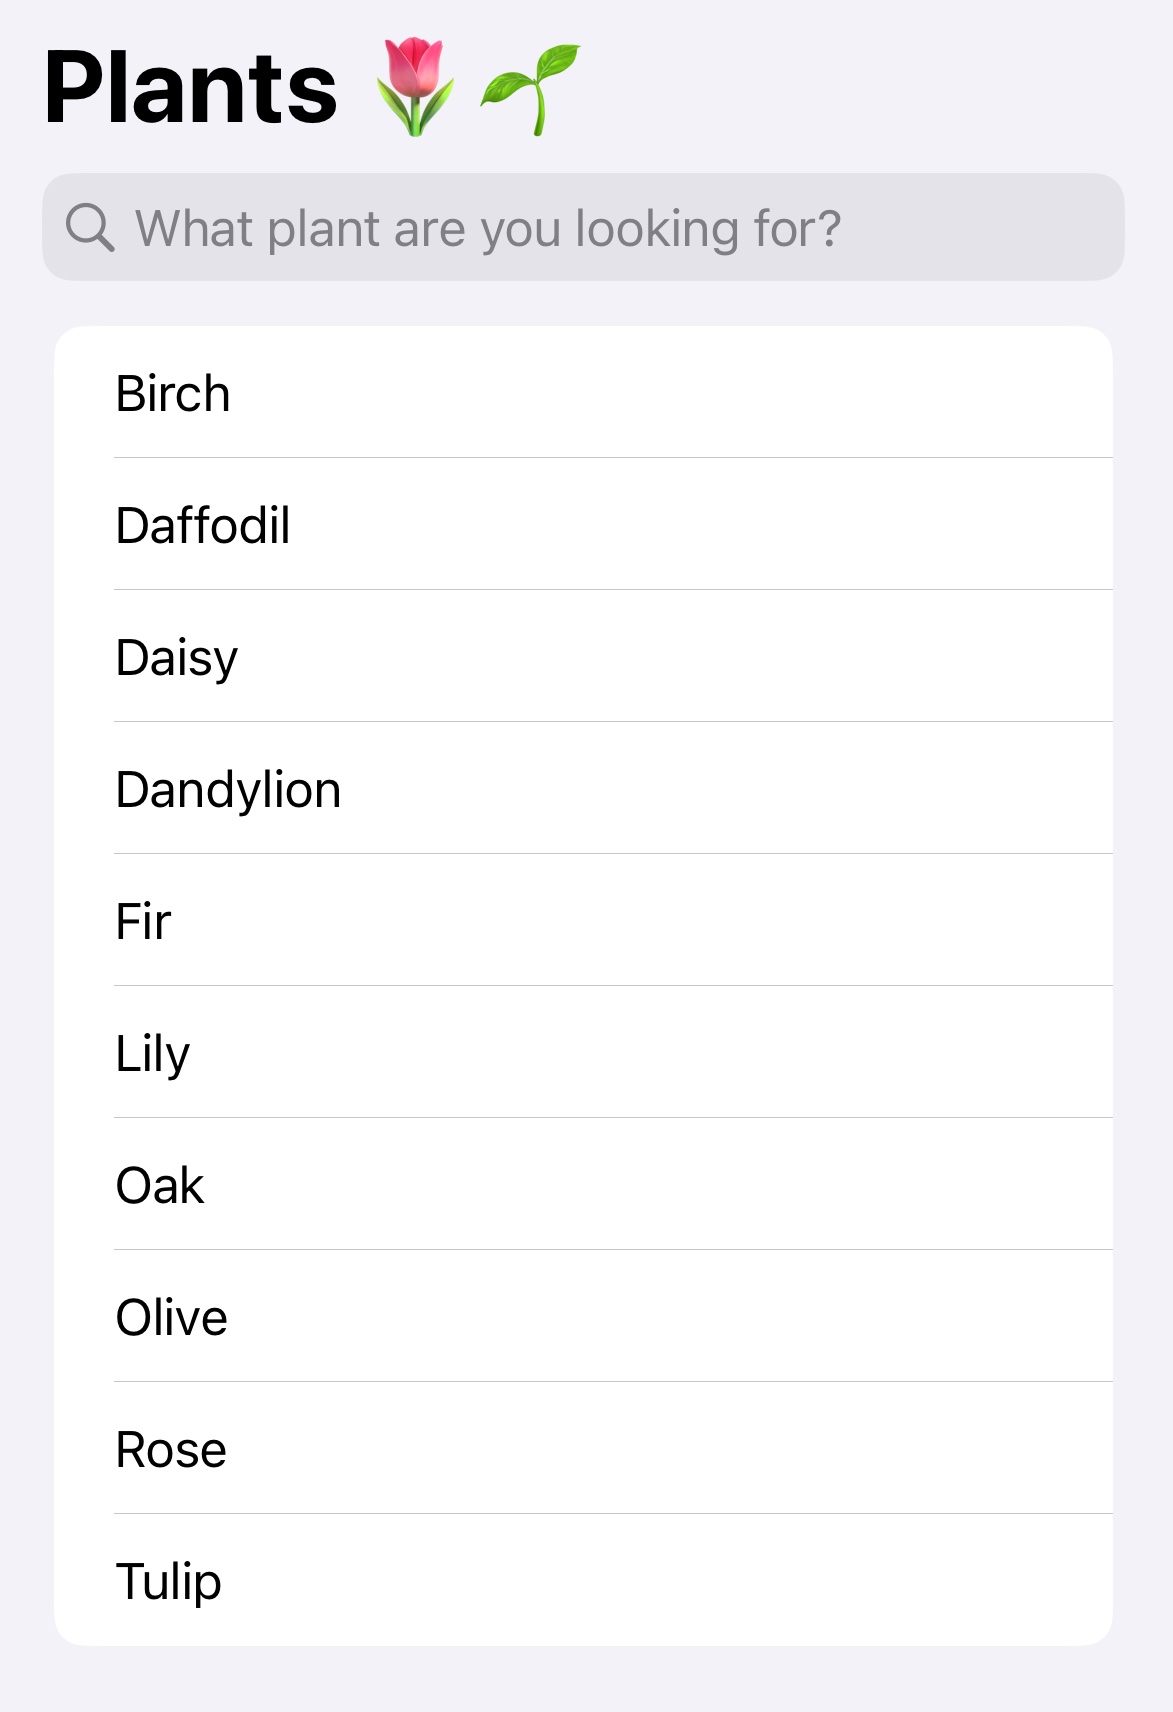 Plants 🌷🌱
What plant are you looking for?
Birch
Daffodil
Daisy
Dandylion
Fir
Lily
Oak
Olive
Rose
Tulip